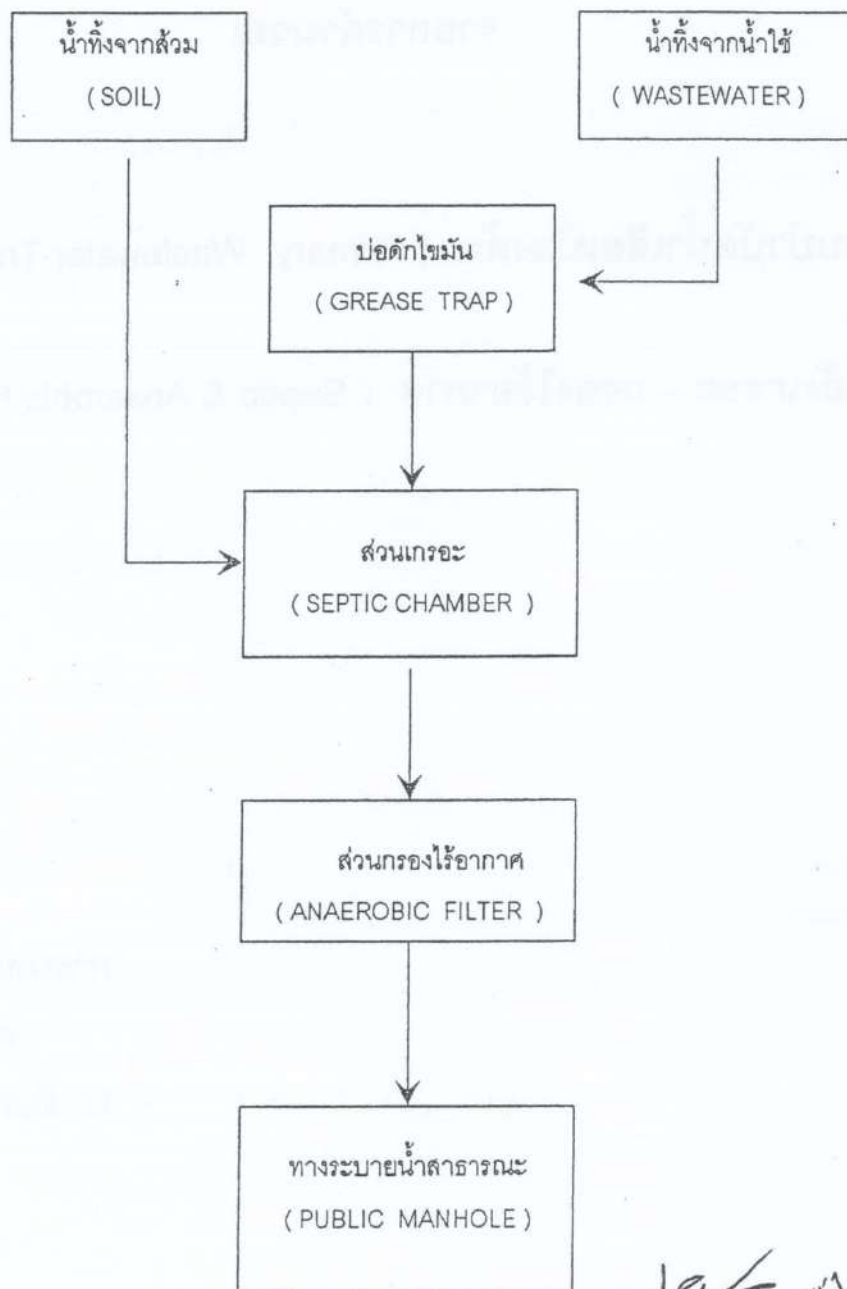 น้ำทิ้งจากส้วม
( SOIL)
น้ำทิ้งจากน้ำใช้
( WASTEWATER )
บ่อดักไขมัน
( GREASE TRAP )
ส่วนเกรอะ
( SEPTIC CHAMBER )
ส่วนกรองไร้อากาศ
( ANAEROBIC FILTER )
ทางระบายน้ำสาธารณะ
( PUBLIC MANHOLE )